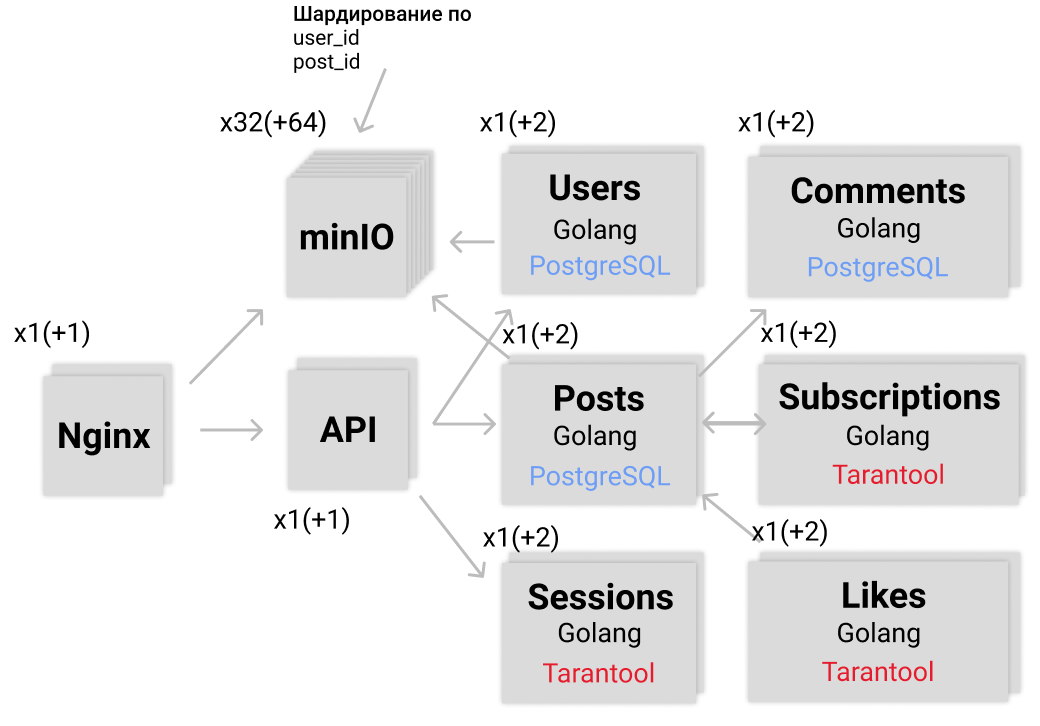 Шардирование по
user_id
post_id
x32(+64)
minIO
x1(+2)
Users
Golang
PostgreSQL
x1(+2)
Comments
Golang
PostgreSQL
x1(+1)
Nginx
API
x1(+1)
x1(+2)
Posts
Golang
PostgreSQL
x1(+2)
Subscriptions
Golang
Tarantool
x1(+2)
Sessions
Golang
Tarantool
x1(+2)
Likes
Golang
Tarantool